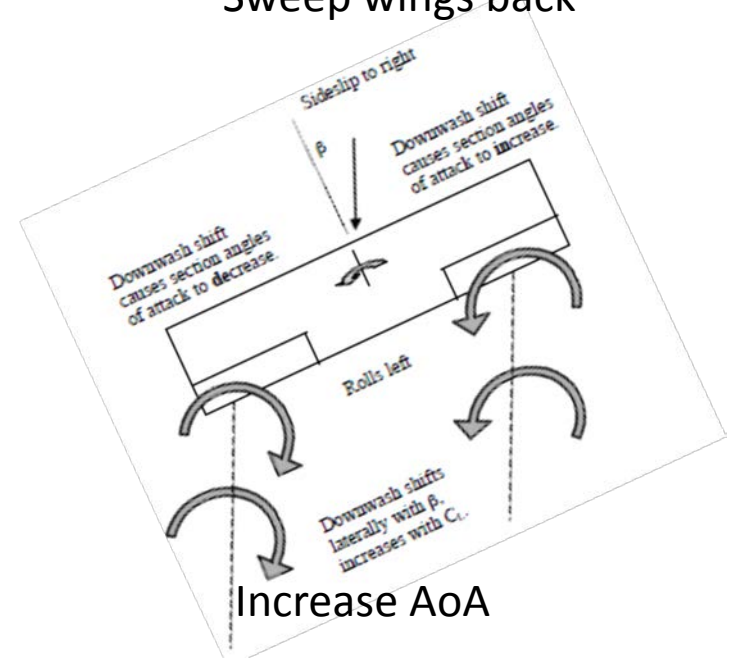 Sweep wings back
Sideslip to right
β
Downwash shift
causes section angles
of attack to increase.
Downwash shift
causes section angles
of attack to decrease.
Rolls left
Downwash shifts
laterally with β,
increases with CL.
Increase AoA